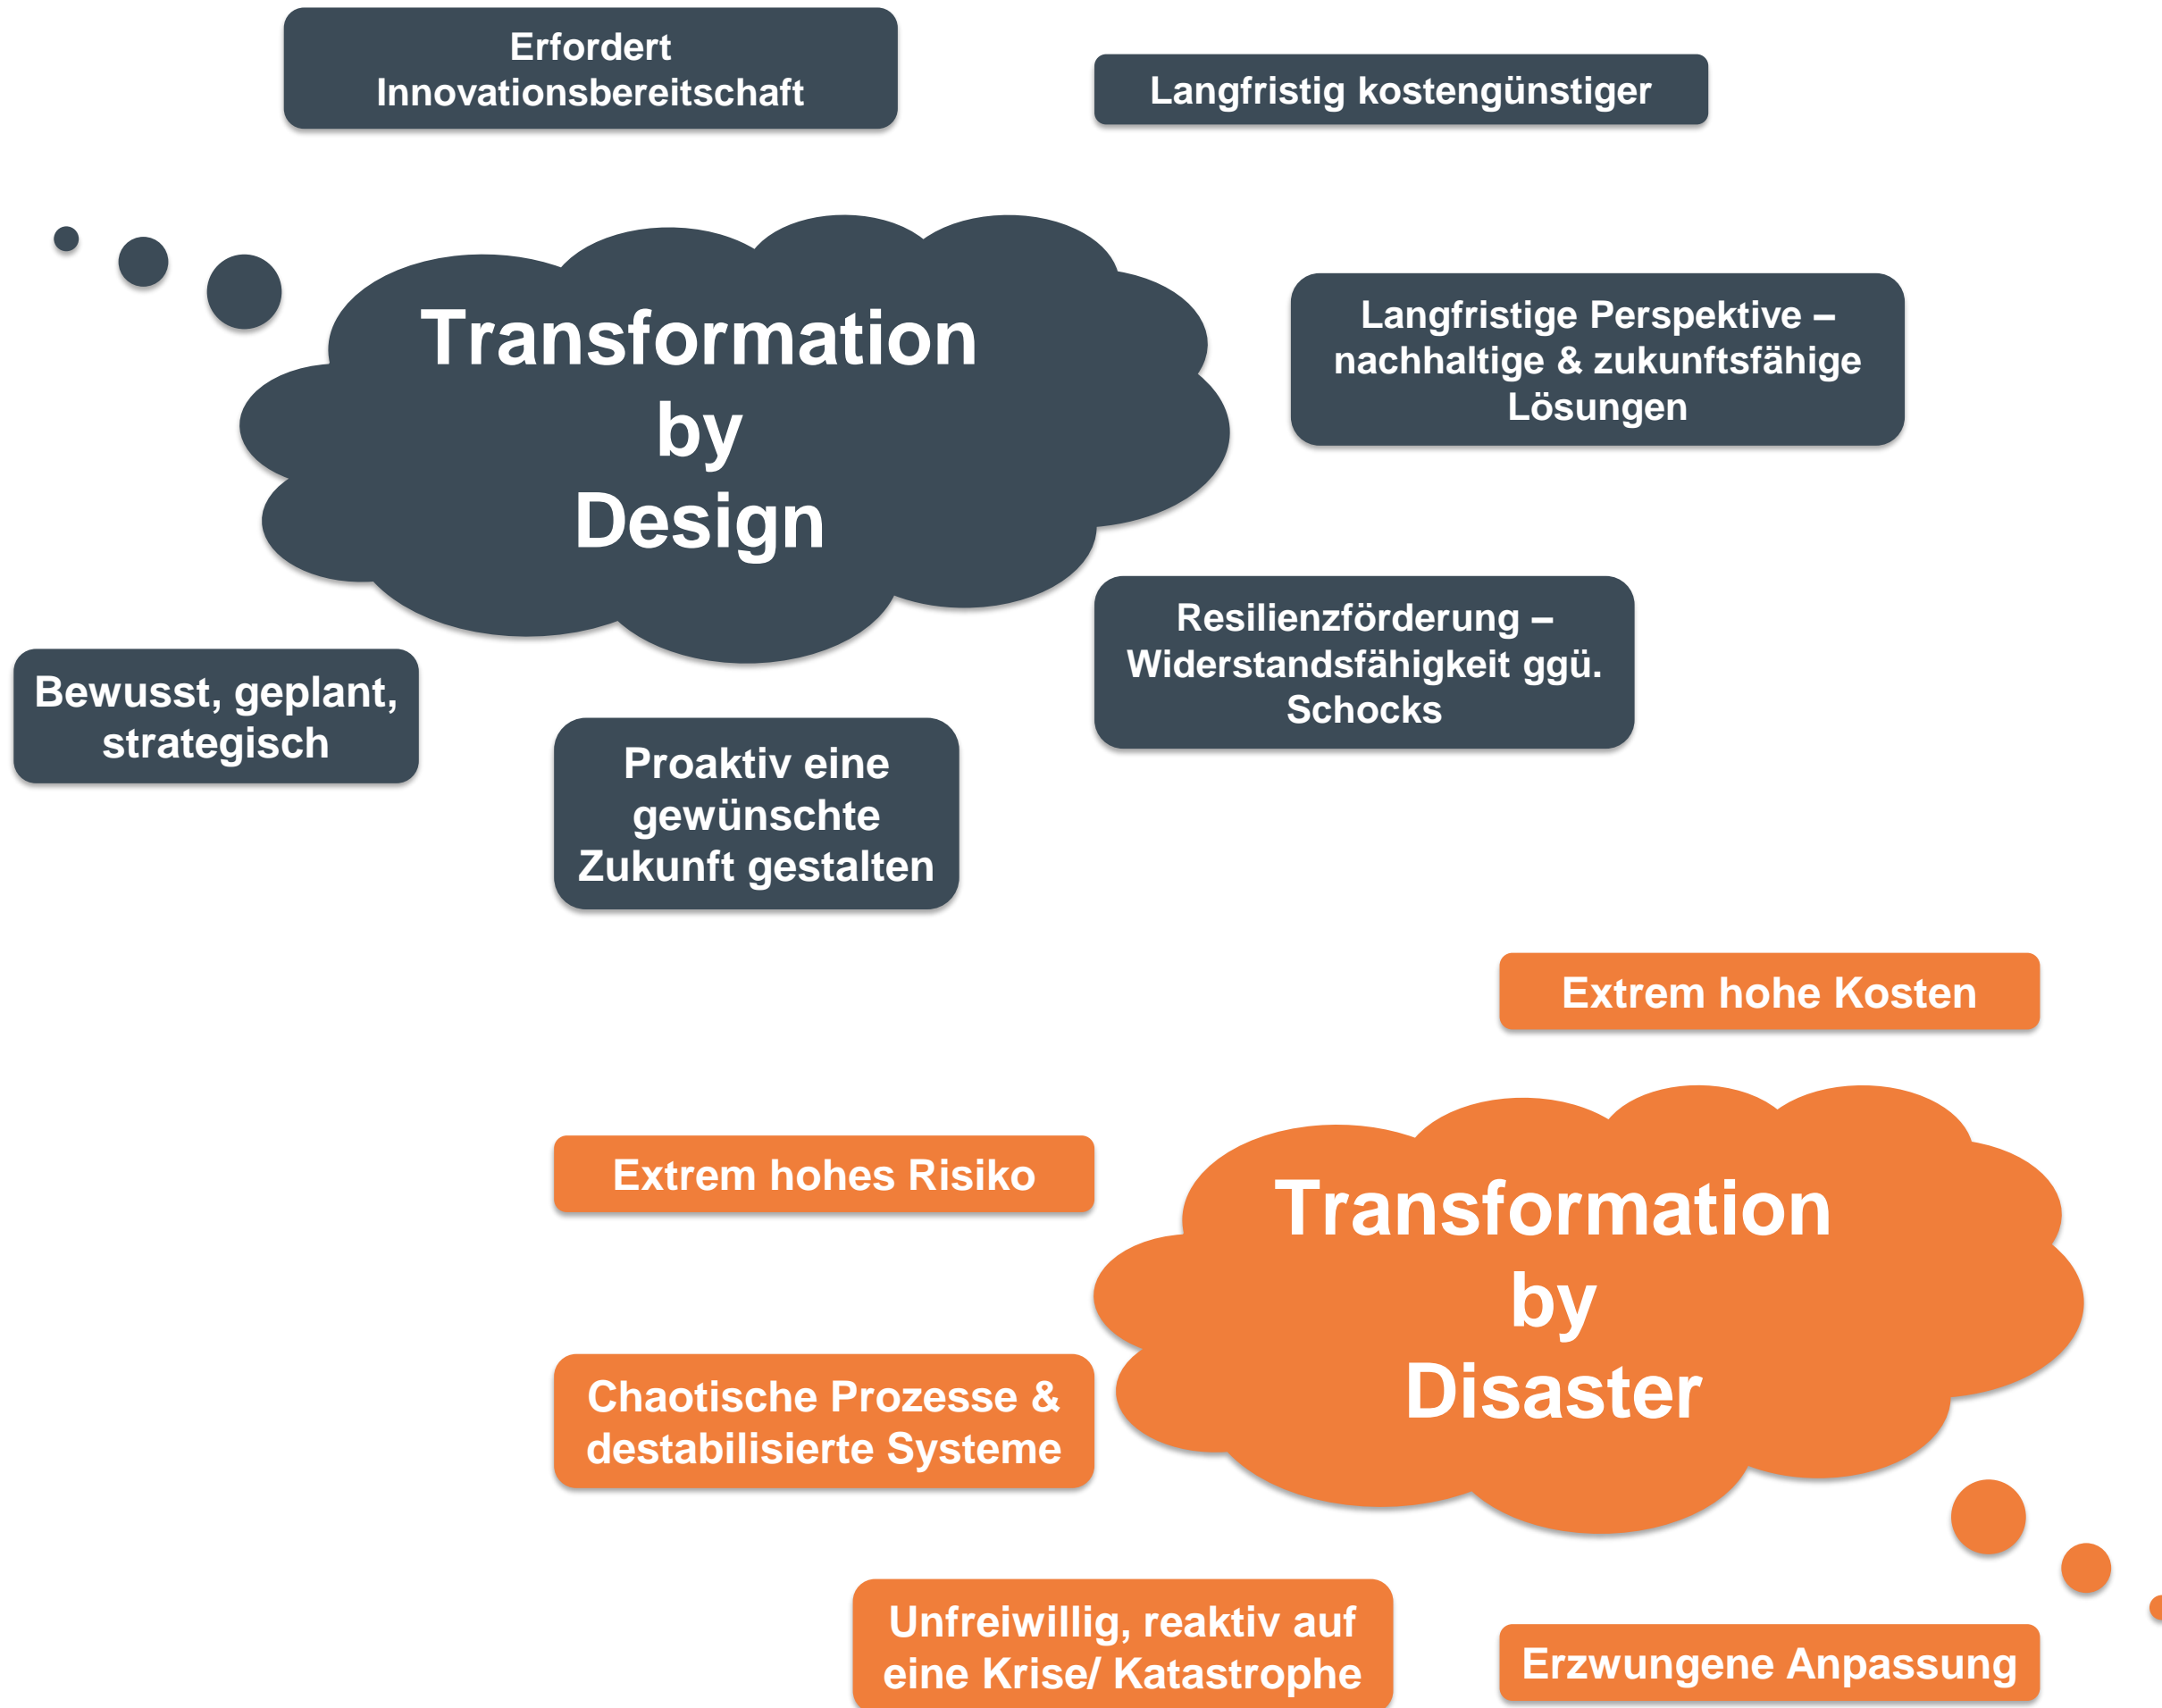 Erfordert
Innovationsbereitschaft
Langfristig kostengünstiger
Transformation
by
Design
Langfristige Perspektive –
nachhaltige & zukunftsfähige
Lösungen
Resilienzförderung –
Widerstandsfähigkeit ggü.
Schocks
Bewusst, geplant,
strategisch
Proaktiv eine
gewünschte
Zukunft gestalten
Extrem hohe Kosten
Extrem hohes Risiko
Transformation
by
Disaster
Chaotische Prozesse &
destabilisierte Systeme
Unfreiwillig, reaktiv auf
eine Krise/ Katastrophe
Erzwungene Anpassung